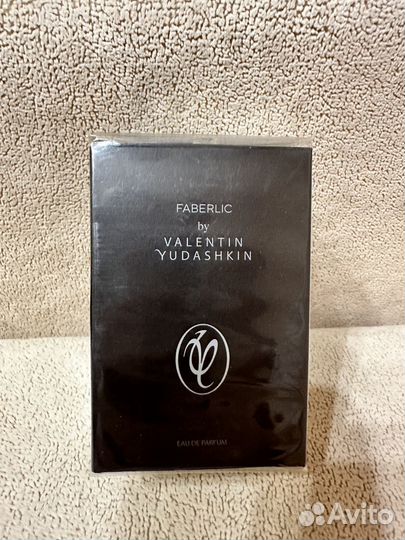 FABERLIC
by
VALENTIN
YUDASHKIN
EAU DE PARFUM
Avito